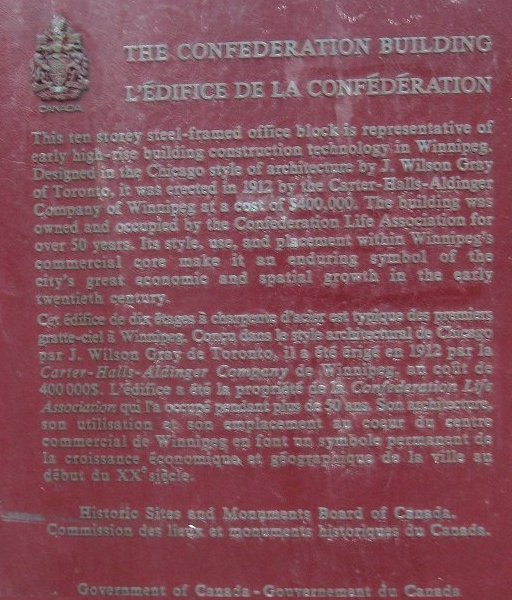 CANADA
THE CONFEDERATION BUILDING
L'ÉDIFICE DE LA CONFÉDÉRATION
This ten storey steel-framed office block is representative of
early high-rise building construction technology in Winnipeg.
Designed in the Chicago style of architecture by J. Wilson Gray
of Toronto, it was erected in 1912 by the Carter-Halls-Aldinger
Company of Winnipeg at a cost of $400,000. The building was
owned and occupied by the Confederation Life Association for
over 50 years. Its style, use, and placement within Winnipeg's
commercial core make it an enduring symbol of the
city's great economic and spatial growth in the early
twentieth century.
Cet édifice de dix étages à charpente d'acier est typique des premiers
gratte-ciel à Winnipeg. Conçu dans le style architectural de Chicago
par J. Wilson Gray de Toronto, il a été érigé en 1912 par la
Carter-Halls-Aldinger Company de Winnipeg, au coût de
400 000$. L'édifice a été la propriété de la Confederation Life
Association qui l'a occupé pendant plus de 50 ans. Son architecture,
son utilisation et son emplacement au coeur du centre
commercial de Winnipeg en font un symbole permanent de
la croissance économique et géographique de la ville au
début du XXe siècle.
Historic Sites and Monuments Board of Canada.
Commission des lieux et monuments historiques du Canada.
Government of Canada - Gouvernement du Canada